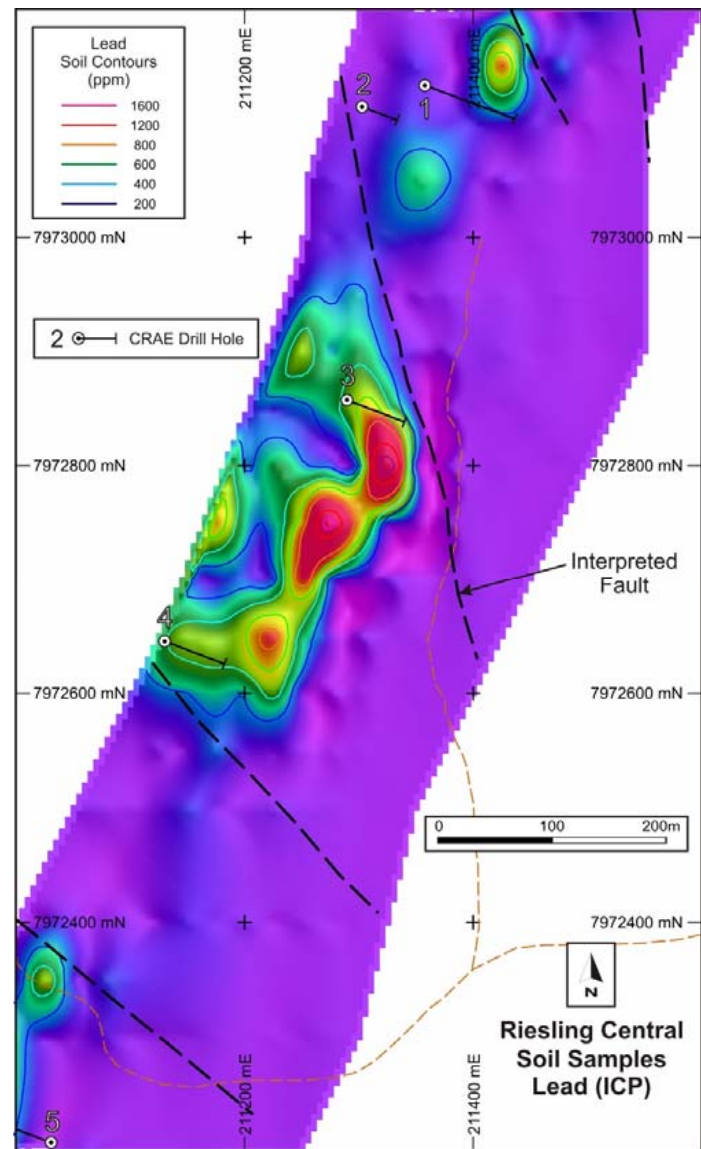 Lead
Soil Contours
(ppm)
1600
1200
800
600
400
200
211200 mE
211400 mE
2
1
7973000 mN
7973000 mN
2 CRAE Drill Hole
3
7972800 mN
7972800 mN
Interpreted
Fault
4
7972600 mN
7972600 mN
0 100 200m
7972400 mN
7972400 mN
N
Riesling Central
Soil Samples
Lead (ICP)
211200 mE
211400 mE
5